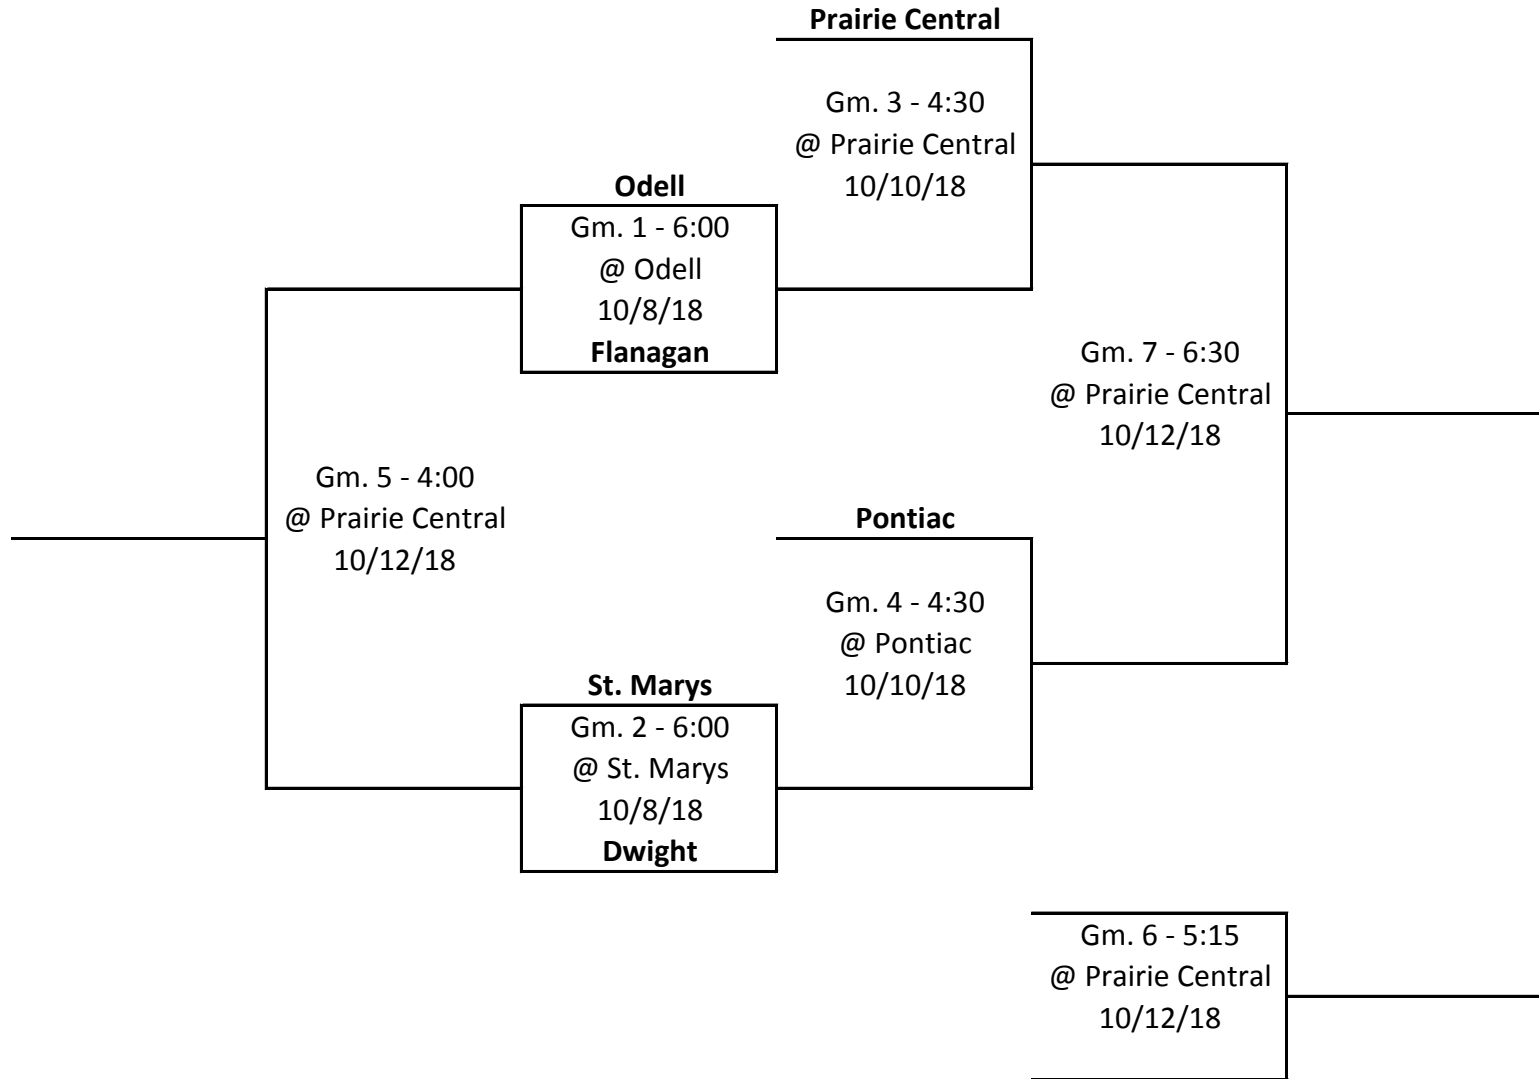 Prairie Central
Gm. 3 - 4:30
@ Prairie Central
10/10/18
Odell
Gm. 1 - 6:00
@ Odell
10/8/18
Flanagan
Gm. 7 - 6:30
@ Prairie Central
10/12/18
Gm. 5 - 4:00
@ Prairie Central
10/12/18
Pontiac
Gm. 4 - 4:30
@ Pontiac
10/10/18
St. Marys
Gm. 2 - 6:00
@ St. Marys
10/8/18
Dwight
Gm. 6 - 5:15
@ Prairie Central
10/12/18